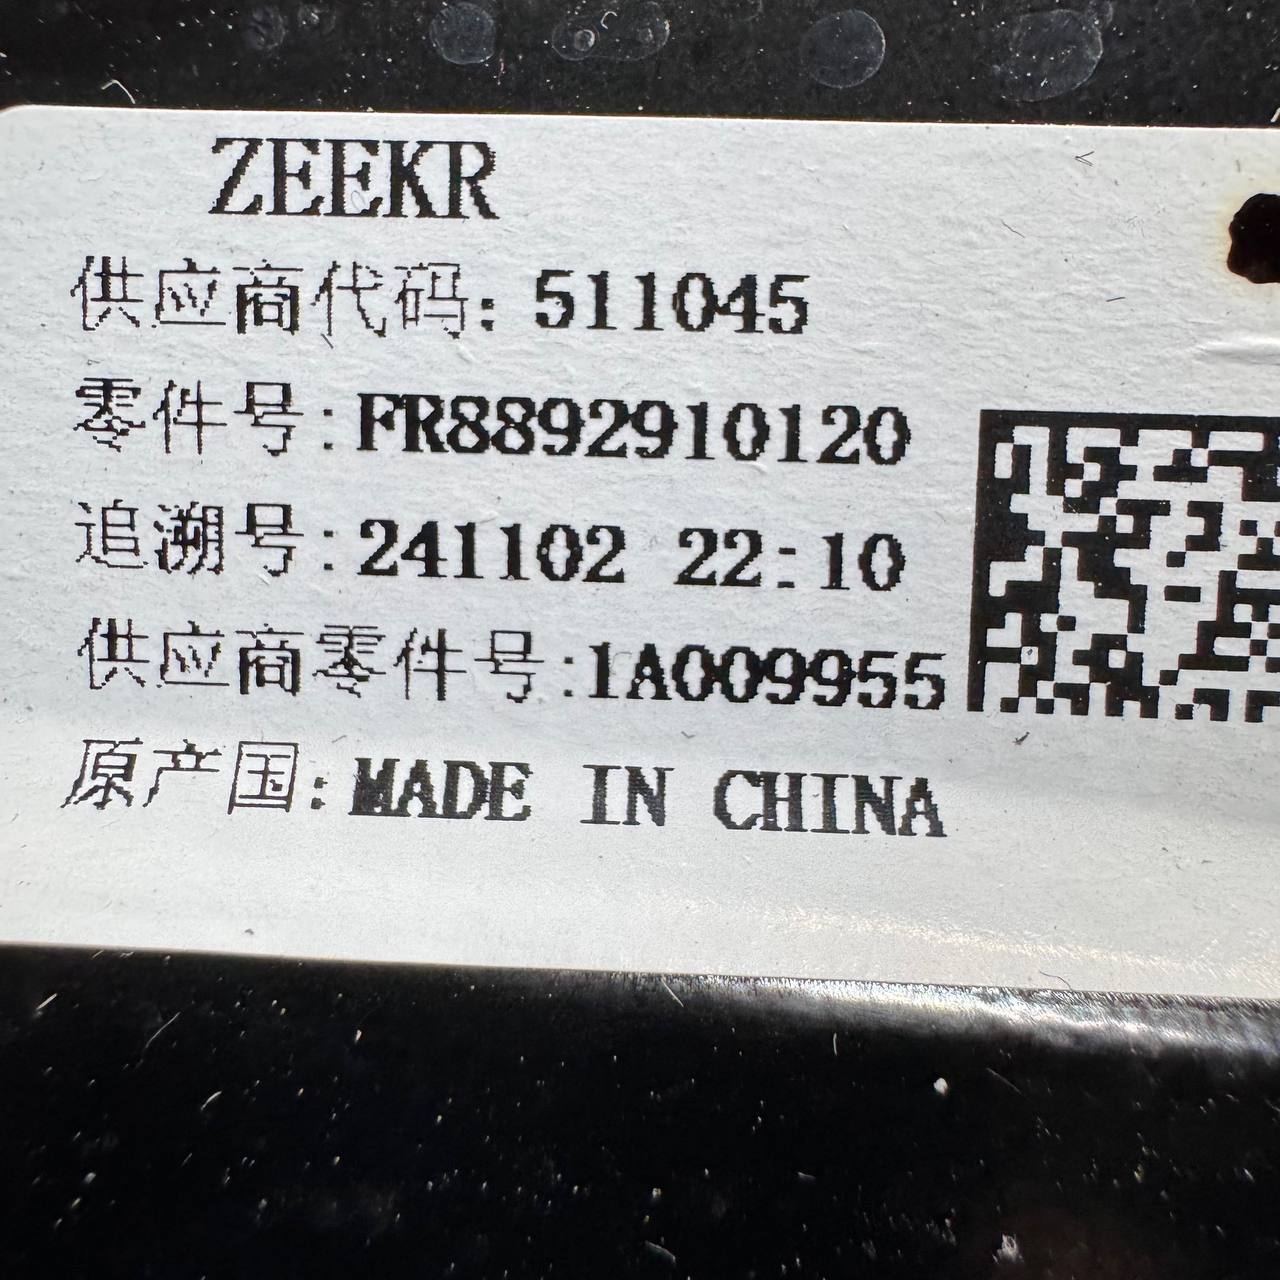 ZEEKR
供应商代码: 511045
零件号:FR8892910120
追溯号:241102 22:10
供应商零件号:1A009955
原产国:MADE IN CHINA